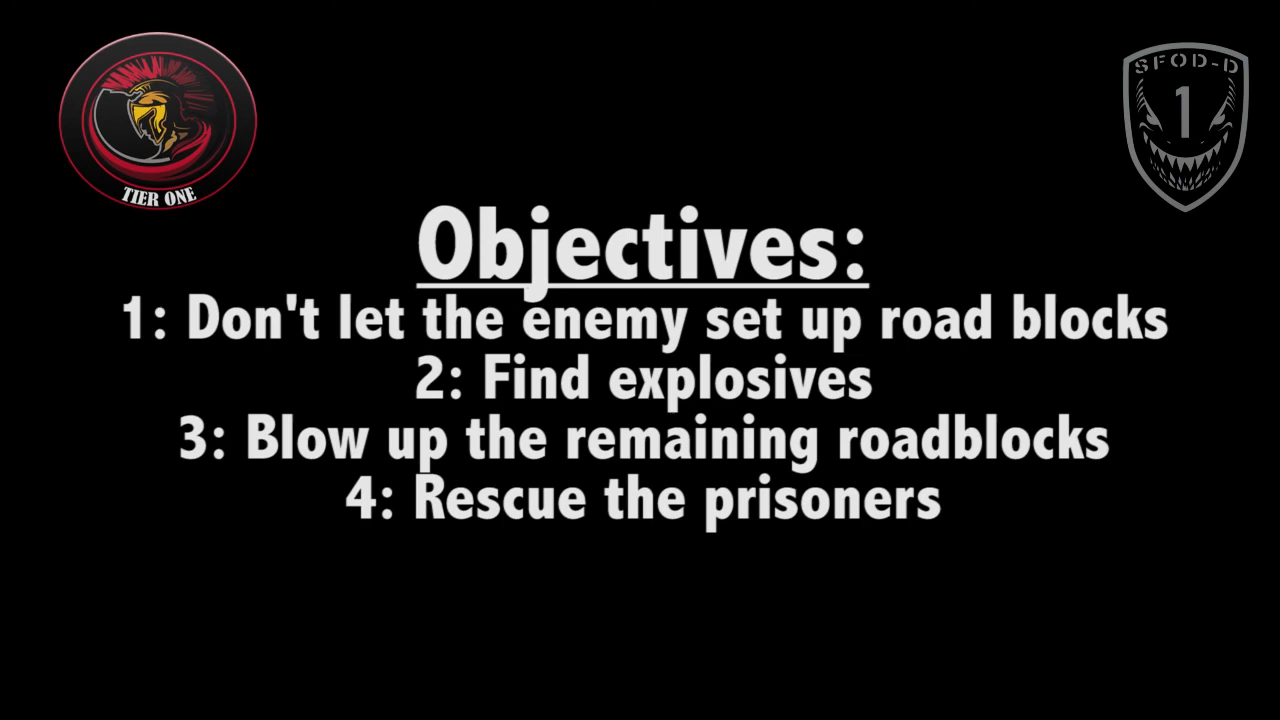 TIER ONE
SFOD-D
1
Objectives:
1: Don't let the enemy set up road blocks
2: Find explosives
3: Blow up the remaining roadblocks
4: Rescue the prisoners